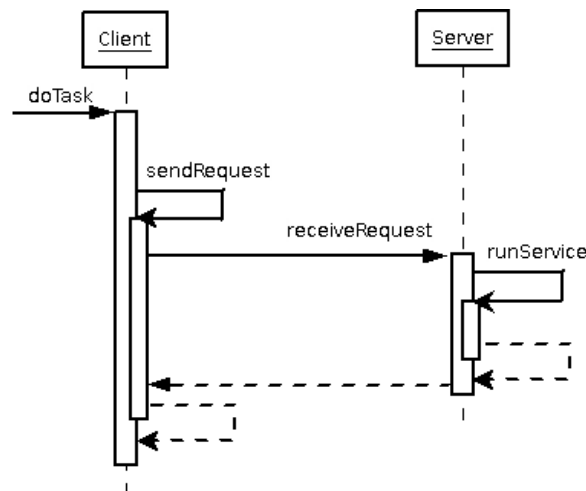 Client
Server
doTask
sendRequest
receiveRequest
runService